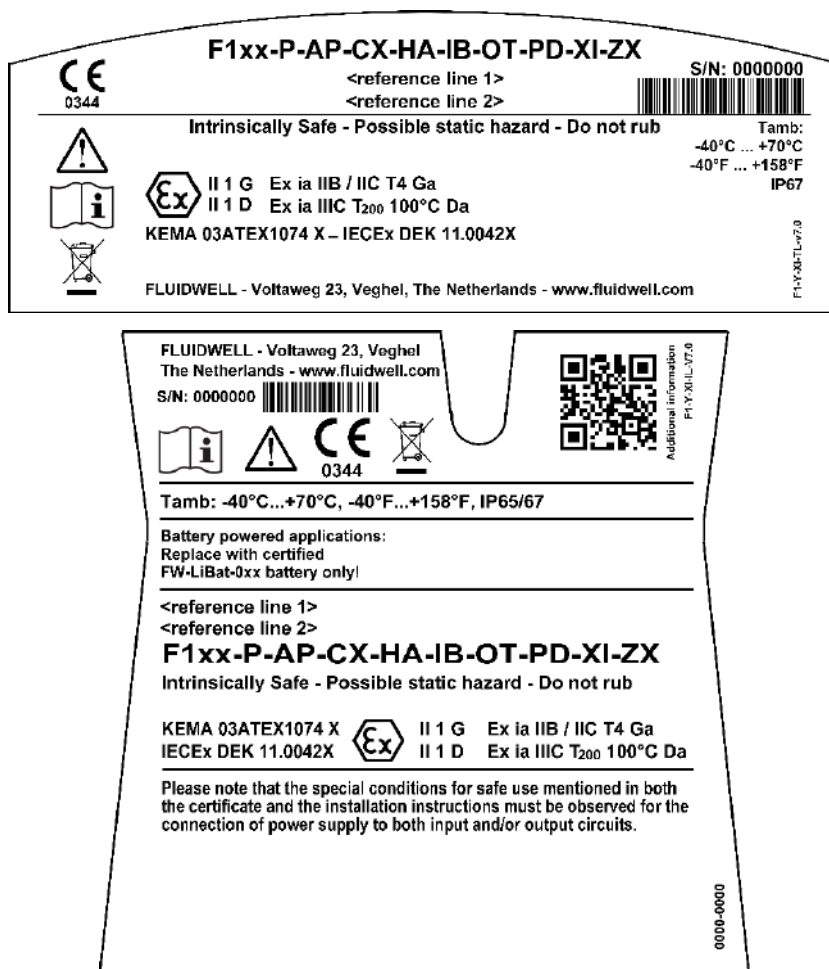 F1xx-P-AP-CX-HA-IB-OT-PD-XI-ZX
<reference line 1>
<reference line 2>
CE
0344
S/N: 0000000
Intrinsically Safe - Possible static hazard - Do not rub
Tamb:
-40°C ... +70°C
-40°F ... +158°F
IP67
i
Ex
II 1 G Ex ia IIB / IIC T4 Ga
II 1 D Ex ia IIIC T200 100°C Da
KEMA 03ATEX1074 X – IECEx DEK 11.0042X
FLUIDWELL - Voltaweg 23, Veghel, The Netherlands - www.fluidwell.com
F1-Y-XI-TL-v7.0
FLUIDWELL - Voltaweg 23, Veghel
The Netherlands - www.fluidwell.com
S/N: 0000000
i
CE
0344
Additional information
F1-Y-XI-IL-V7.0
Tamb: -40°C...+70°C, -40°F...+158°F, IP65/67
Battery powered applications:
Replace with certified
FW-LiBat-0xx battery only!
<reference line 1>
<reference line 2>
F1xx-P-AP-CX-HA-IB-OT-PD-XI-ZX
Intrinsically Safe - Possible static hazard - Do not rub
KEMA 03ATEX1074 X Ex II 1 G Ex ia IIB / IIC T4 Ga
IECEx DEK 11.0042X II 1 D Ex ia IIIC T200 100°C Da
Please note that the special conditions for safe use mentioned in both
the certificate and the installation instructions must be observed for the
connection of power supply to both input and/or output circuits.
0000-0000